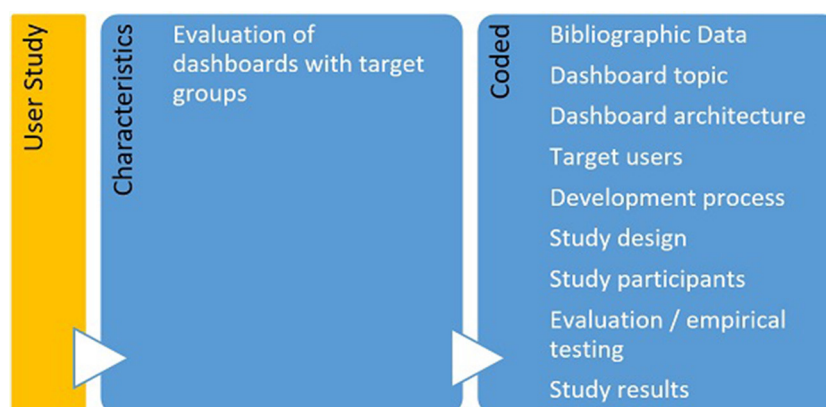 User Study
Characteristics
Evaluation of
dashboards with target
groups
Coded
Bibliographic Data
Dashboard topic
Dashboard architecture
Target users
Development process
Study design
Study participants
Evaluation / empirical
testing
Study results